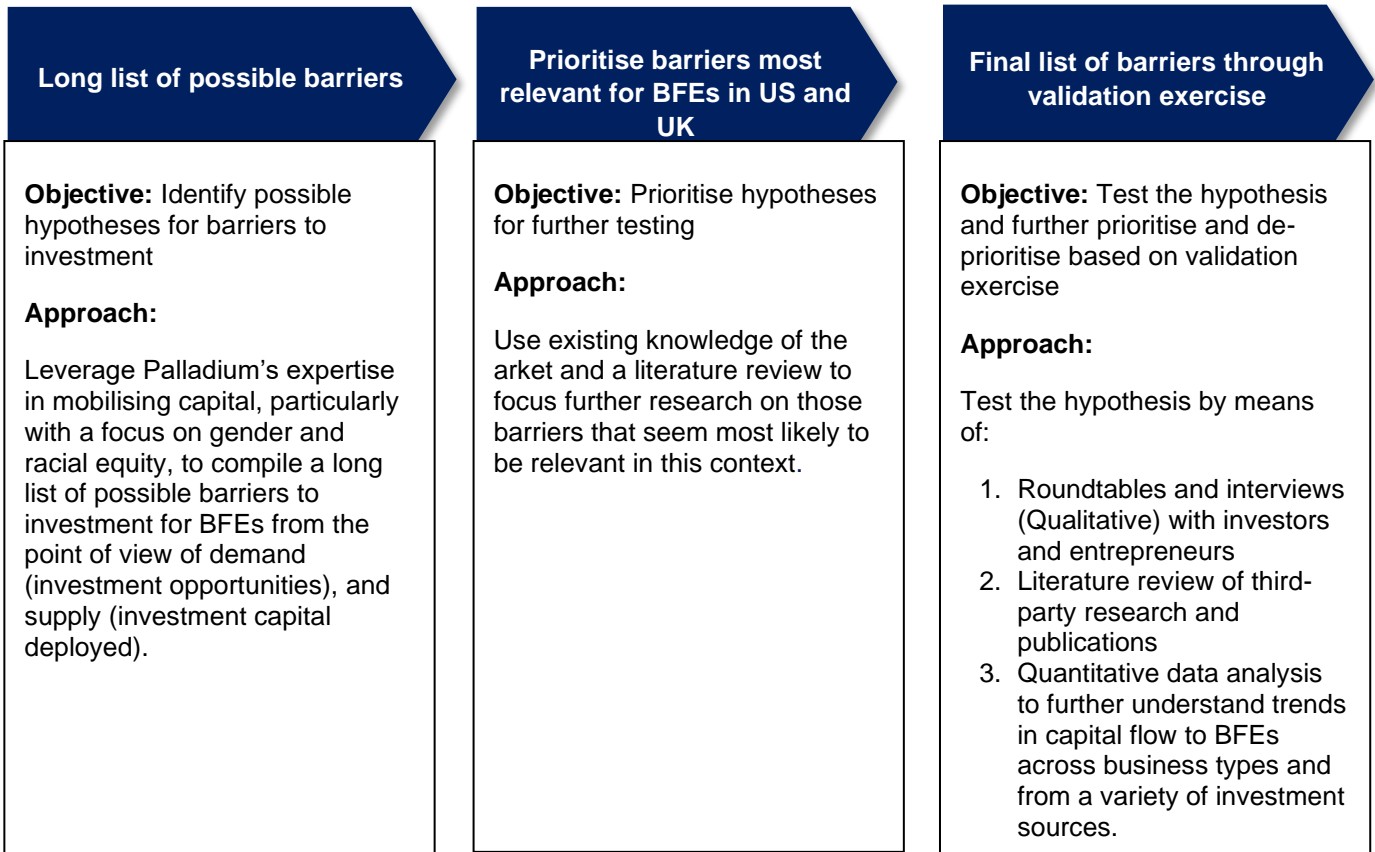 Long list of possible barriers
Objective: Identify possible
hypotheses for barriers to
investment
Approach:
Leverage Palladium’s expertise
in mobilising capital, particularly
with a focus on gender and
racial equity, to compile a long
list of possible barriers to
investment for BFEs from the
point of view of demand
(investment opportunities), and
supply (investment capital
deployed).
Prioritise barriers most
relevant for BFEs in US and
UK
Objective: Prioritise hypotheses
for further testing
Approach:
Use existing knowledge of the
arket and a literature review to
focus further research on those
barriers that seem most likely to
be relevant in this context.
Final list of barriers through
validation exercise
Objective: Test the hypothesis
and further prioritise and de-
prioritise based on validation
exercise
Approach:
Test the hypothesis by means
of:
1. Roundtables and interviews
(Qualitative) with investors
and entrepreneurs
2. Literature review of third-
party research and
publications
3. Quantitative data analysis
to further understand trends
in capital flow to BFEs
across business types and
from a variety of investment
sources.